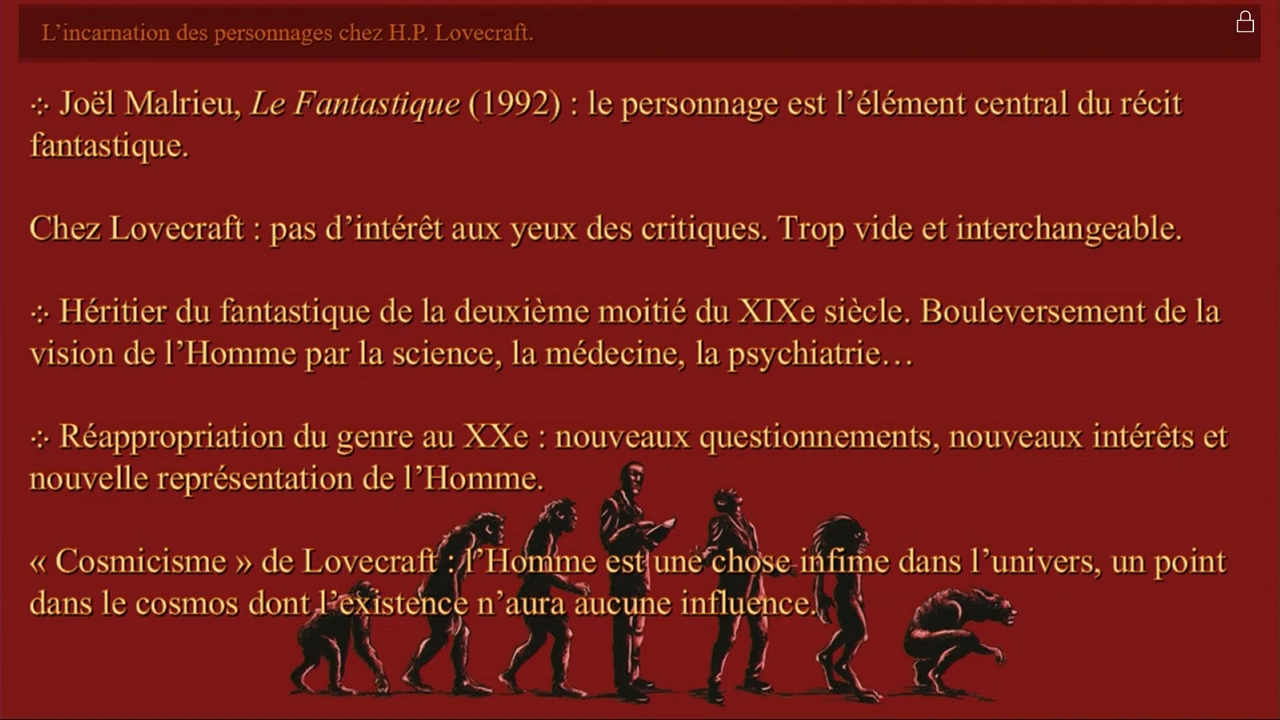 L’incarnation des personnages chez H.P. Lovecraft.
⁘ Joël Malrieu, Le Fantastique (1992) : le personnage est l’élément central du récit
fantastique.
Chez Lovecraft : pas d’intérêt aux yeux des critiques. Trop vide et interchangeable.
⁘ Héritier du fantastique de la deuxième moitié du XIXe siècle. Bouleversement de la
vision de l’Homme par la science, la médecine, la psychiatrie…
⁘ Réappropriation du genre au XXe : nouveaux questionnements, nouveaux intérêts et
nouvelle représentation de l’Homme.
« Cosmicisme » de Lovecraft : l’Homme est une chose infime dans l’univers, un point
dans le cosmos dont l’existence n’aura aucune influence.